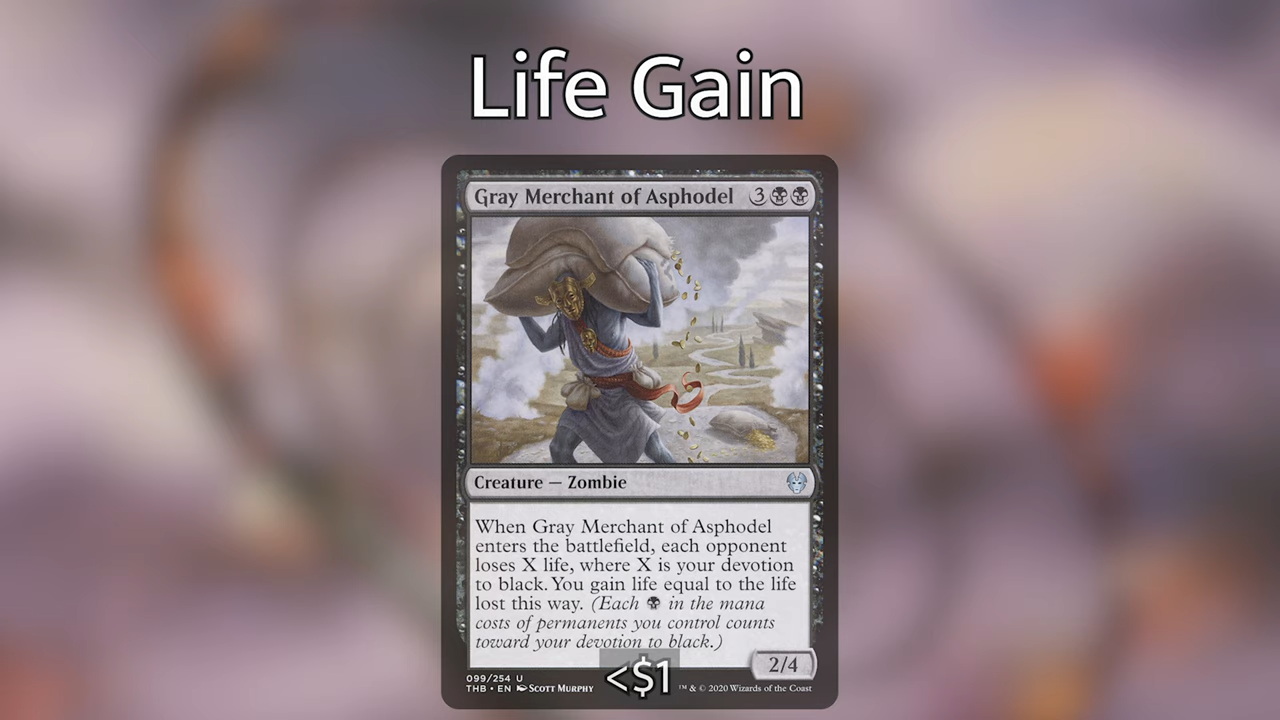 Life Gain
Gray Merchant of Asphodel 3
Creature — Zombie
When Gray Merchant of Asphodel
enters the battlefield, each opponent
loses X life, where X is your devotion
to black. You gain life equal to the life
lost this way. (Each in the mana
costs of permanents you control counts
toward your devotion to black.)
2/4
<$1
099/254 U
THB • EN Scott Murphy ™ & © 2020 Wizards of the Coast